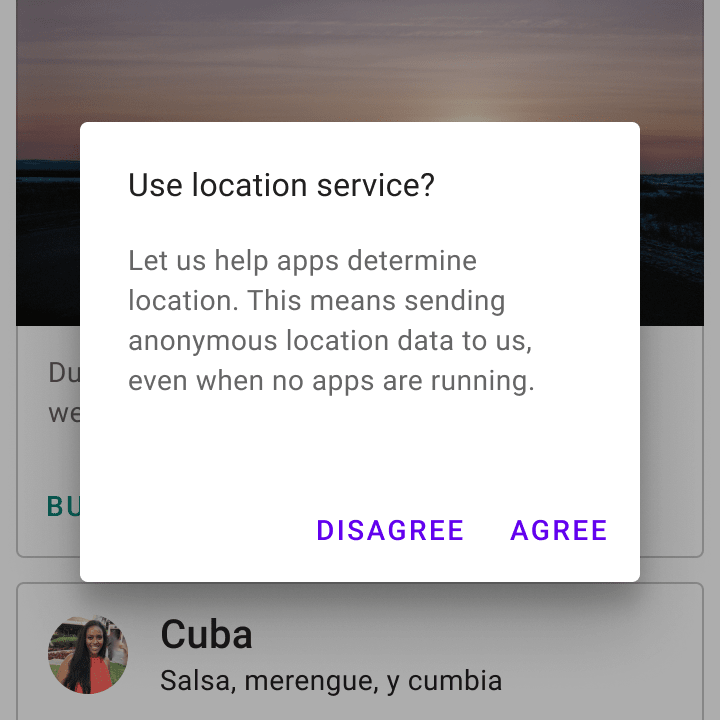 Use location service?
Let us help apps determine
location. This means sending
anonymous location data to us,
even when no apps are running.
DISAGREE AGREE
Cuba
Salsa, merengue, y cumbia